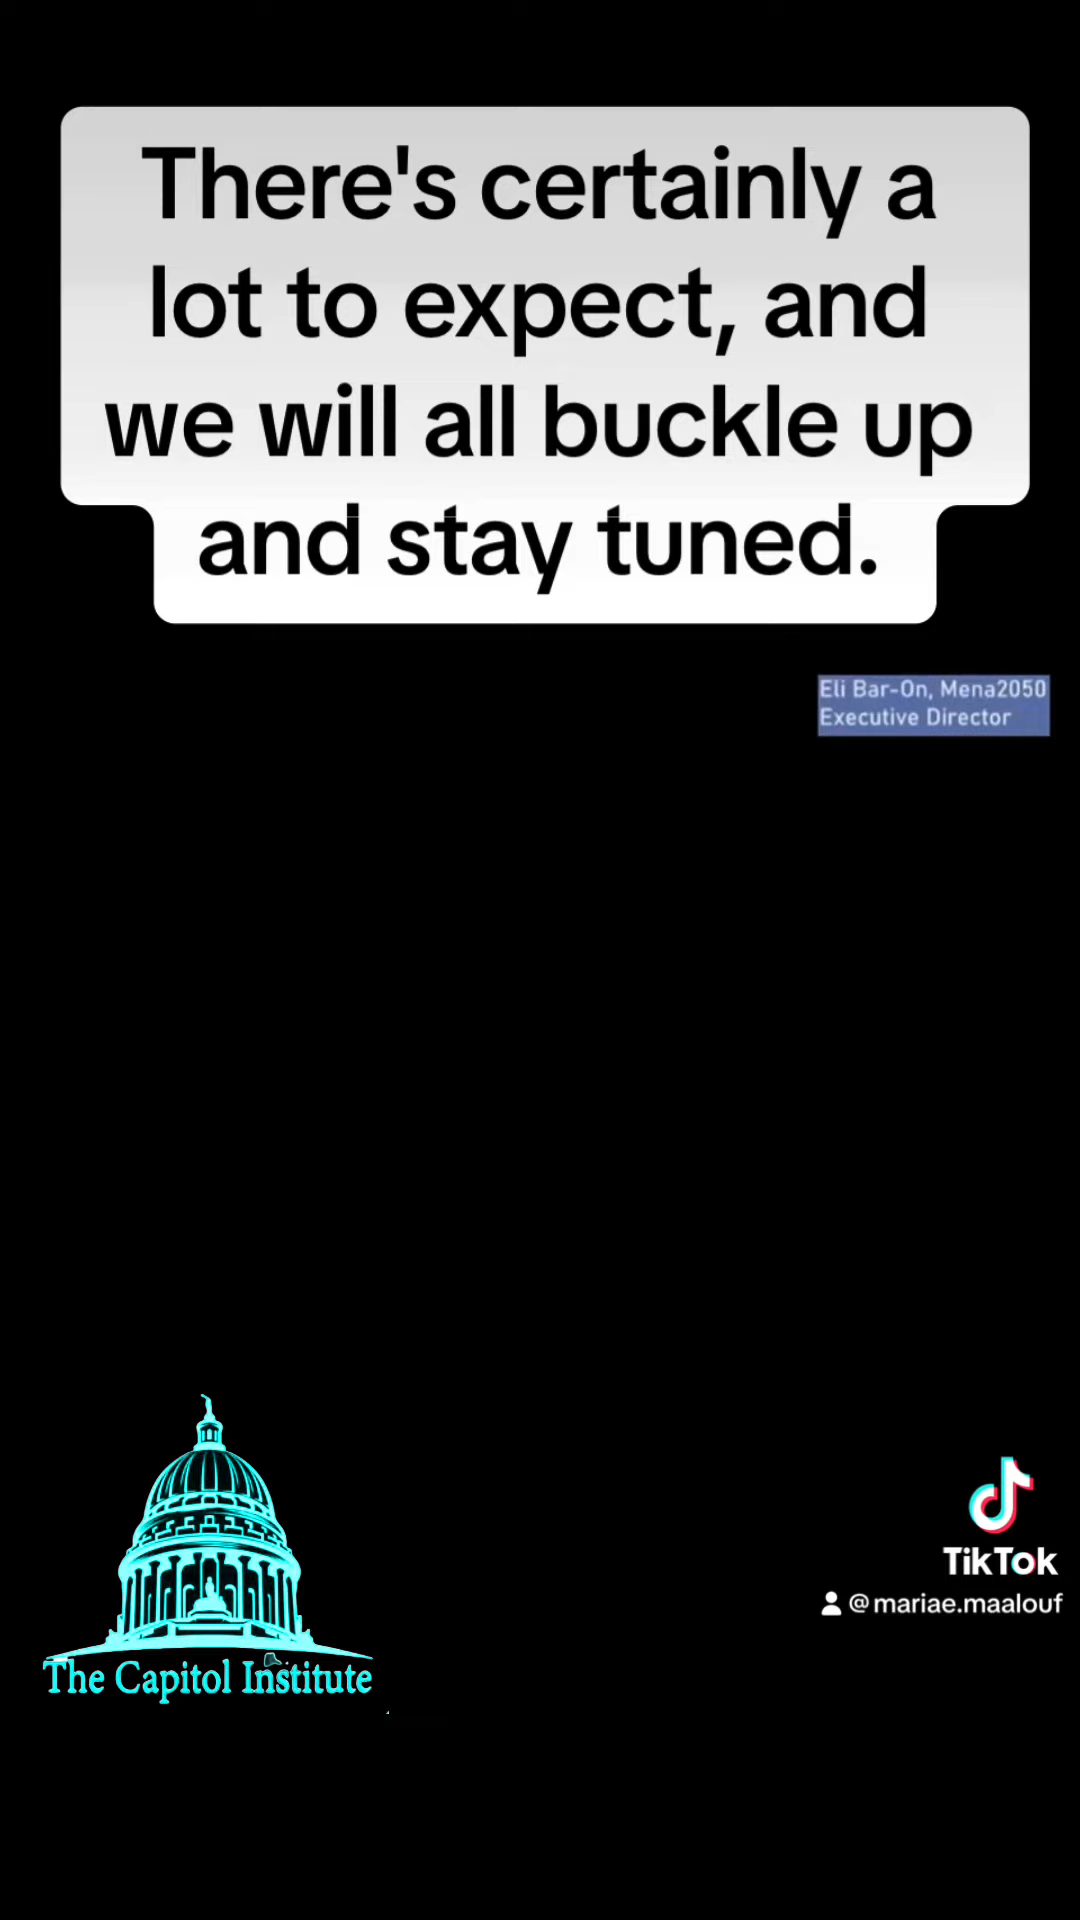 There's certainly a
lot to expect, and
we will all buckle up
and stay tuned.
Eli Bar-On, Mena2050
Executive Director
TikTok
@mariae.maalouf
The Capitol Institute